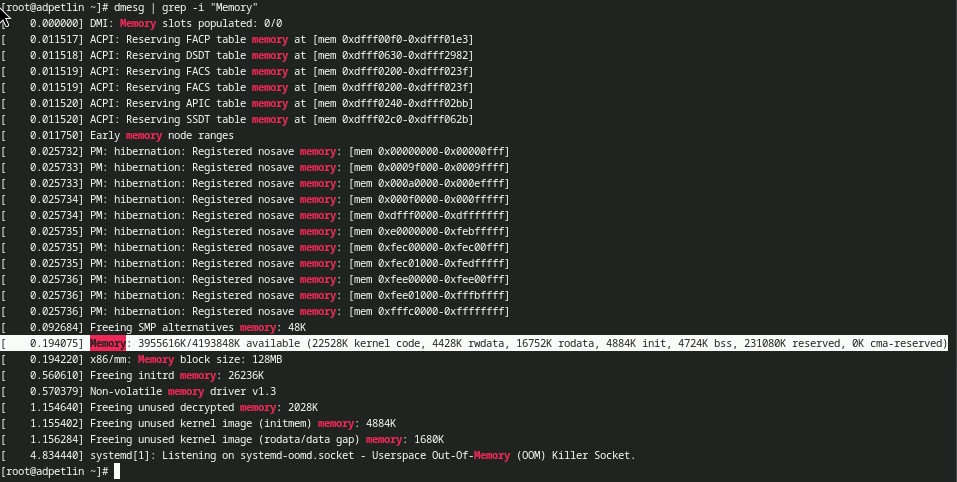 [root@adpetlin ~]# dmesg | grep -i "Memory"
[    0.000000] DMI: Memory slots populated: 0/0
[    0.011517] ACPI: Reserving FACP table memory at [mem 0xdfff00f0-0xdfff01e3]
[    0.011518] ACPI: Reserving DSDT table memory at [mem 0xdfff0630-0xdfff2982]
[    0.011519] ACPI: Reserving FACS table memory at [mem 0xdfff0200-0xdfff023f]
[    0.011519] ACPI: Reserving FACS table memory at [mem 0xdfff0200-0xdfff023f]
[    0.011520] ACPI: Reserving APIC table memory at [mem 0xdfff0240-0xdfff02bb]
[    0.011520] ACPI: Reserving SSDT table memory at [mem 0xdfff02c0-0xdfff062b]
[    0.011750] Early memory node ranges
[    0.025732] PM: hibernation: Registered nosave memory: [mem 0x00000000-0x00000fff]
[    0.025733] PM: hibernation: Registered nosave memory: [mem 0x0009f000-0x0009ffff]
[    0.025733] PM: hibernation: Registered nosave memory: [mem 0x000a0000-0x000effff]
[    0.025734] PM: hibernation: Registered nosave memory: [mem 0x000f0000-0x000fffff]
[    0.025734] PM: hibernation: Registered nosave memory: [mem 0xdfff0000-0xdfffffff]
[    0.025735] PM: hibernation: Registered nosave memory: [mem 0xe0000000-0xfebfffff]
[    0.025735] PM: hibernation: Registered nosave memory: [mem 0xfec00000-0xfec00fff]
[    0.025735] PM: hibernation: Registered nosave memory: [mem 0xfec01000-0xfedfffff]
[    0.025736] PM: hibernation: Registered nosave memory: [mem 0xfee00000-0xfee00fff]
[    0.025736] PM: hibernation: Registered nosave memory: [mem 0xfee01000-0xfffbffff]
[    0.025736] PM: hibernation: Registered nosave memory: [mem 0xfffc0000-0xffffffff]
[    0.092684] Freeing SMP alternatives memory: 48K
[    0.194075] Memory: 3955616K/4193848K available (22528K kernel code, 4428K rwdata, 16752K rodata, 4884K init, 4724K bss, 231080K reserved, 0K cma-reserved)
[    0.194220] x86/mm: Memory block size: 128MB
[    0.560610] Freeing initrd memory: 26236K
[    0.570379] Non-volatile memory driver v1.3
[    1.154640] Freeing unused decrypted memory: 2028K
[    1.155402] Freeing unused kernel image (initmem) memory: 4884K
[    1.156284] Freeing unused kernel image (rodata/data gap) memory: 1680K
[    4.834440] systemd[1]: Listening on systemd-oomd.socket - Userspace Out-Of-Memory (OOM) Killer Socket.
[root@adpetlin ~]#